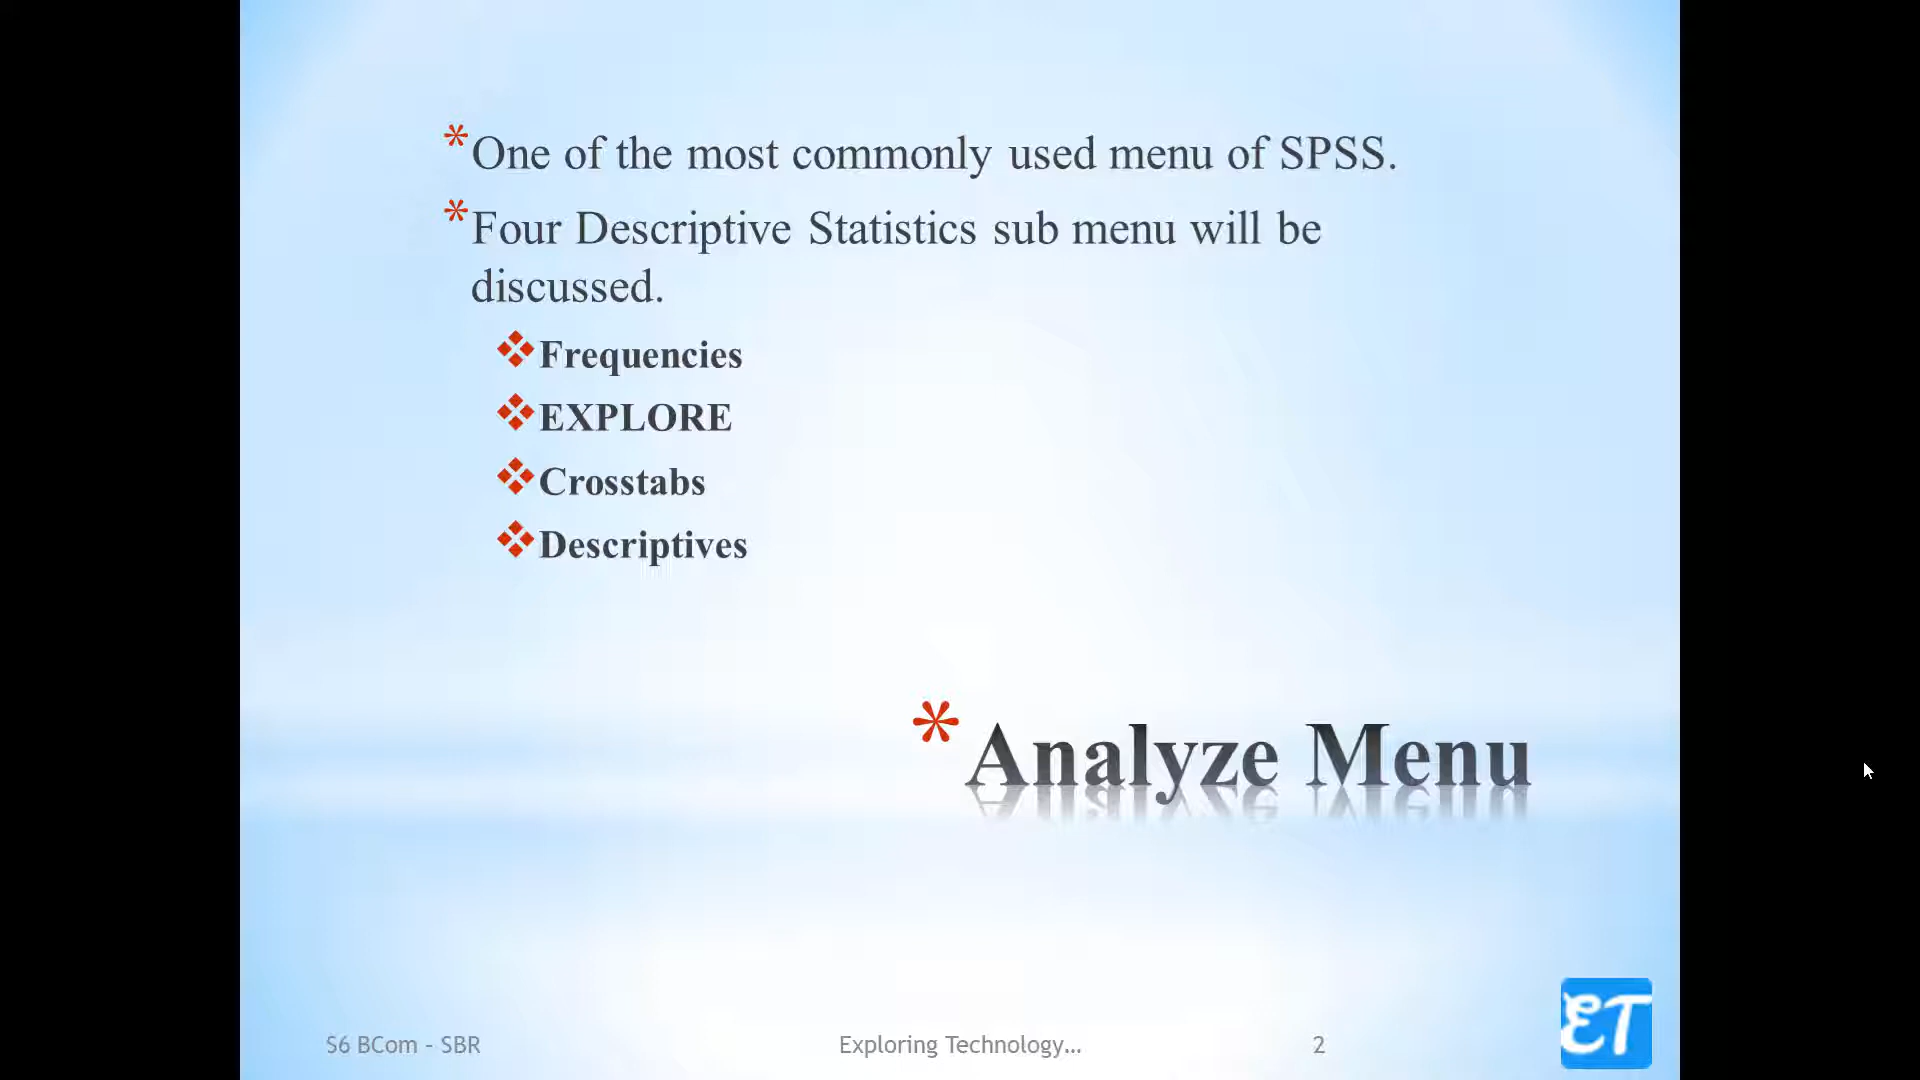 *One of the most commonly used menu of SPSS.
*Four Descriptive Statistics sub menu will be
discussed.
❖Frequencies
❖EXPLORE
❖Crosstabs
❖Descriptives
*Analyze Menu
ET
S6 BCom - SBR Exploring Technology... 2